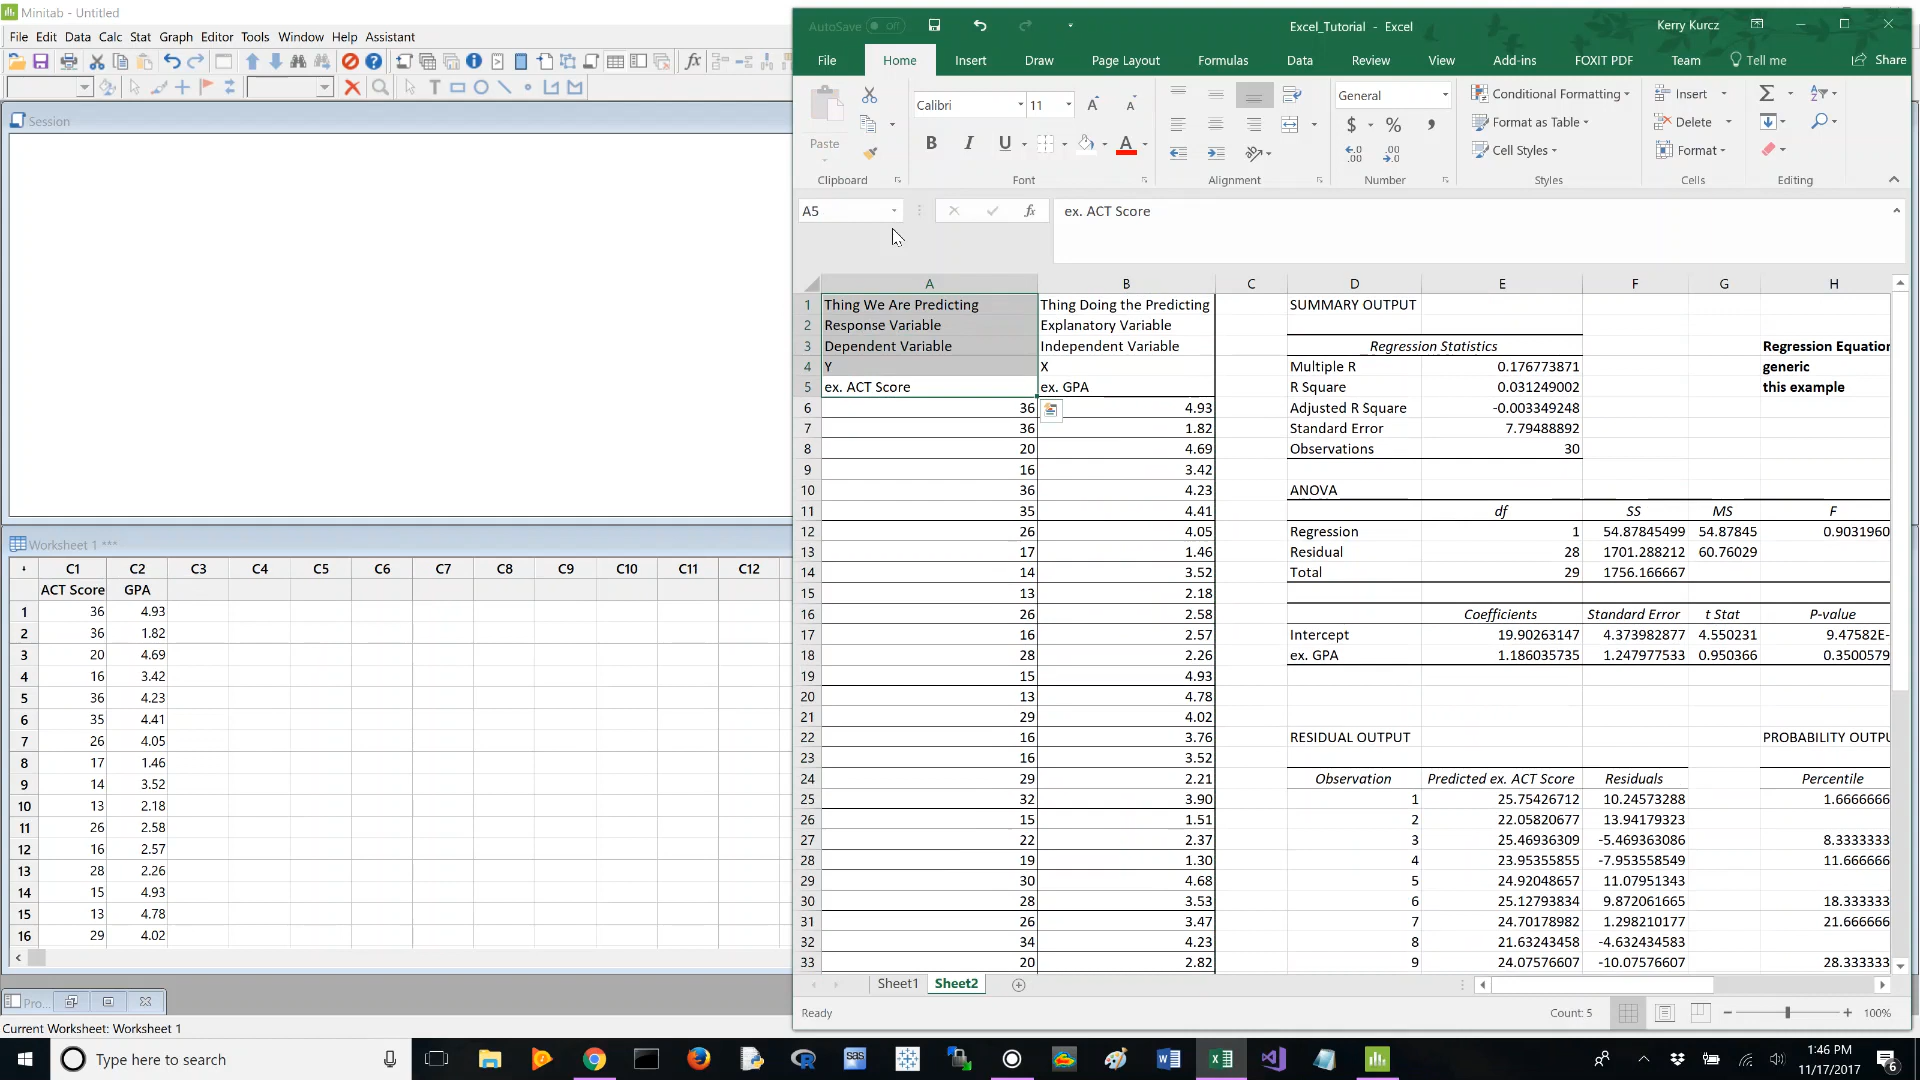 Minitab - Untitled
File Edit Data Calc Stat Graph Editor Tools Window Help Assistant
Session
Worksheet 1 ***
C1 C2 C3 C4 C5 C6 C7 C8 C9 C10 C11 C12
ACT Score GPA
1 36 4.93
2 36 1.82
3 20 4.69
4 16 3.42
5 36 4.23
6 35 4.41
7 26 4.05
8 17 1.46
9 14 3.52
10 13 2.18
11 26 2.58
12 16 2.57
13 28 2.26
14 15 4.93
15 13 4.78
16 29 4.02
Pro...
Current Worksheet: Worksheet 1
AutoSave Off
Excel_Tutorial - Excel
Kerry Kurcz
File Home Insert Draw Page Layout Formulas Data Review View Add-ins FOXIT PDF Team Tell me Share
Paste
Clipboard
Calibri 11
B I U
Font
Alignment
General
$ % ,
Number
Conditional Formatting
Format as Table
Cell Styles
Styles
Insert
Delete
Format
Cells
Editing
A5 fx ex. ACT Score
A B C D E F G H
1 Thing We Are Predicting Thing Doing the Predicting SUMMARY OUTPUT
2 Response Variable Explanatory Variable
3 Dependent Variable Independent Variable Regression Statistics Regression Equation
4 Y X Multiple R 0.176773871 generic
5 ex. ACT Score ex. GPA R Square 0.031249002 this example
6 36 4.93 Adjusted R Square -0.003349248
7 36 1.82 Standard Error 7.79488892
8 20 4.69 Observations 30
9 16 3.42
10 36 4.23 ANOVA
11 35 4.41 df SS MS F
12 26 4.05 Regression 1 54.87845499 54.87845 0.9031960
13 17 1.46 Residual 28 1701.288212 60.76029
14 14 3.52 Total 29 1756.166667
15 13 2.18
16 26 2.58 Coefficients Standard Error t Stat P-value
17 16 2.57 Intercept 19.90263147 4.373982877 4.550231 9.47582E-
18 28 2.26 ex. GPA 1.186035735 1.247977533 0.950366 0.3500579
19 15 4.93
20 13 4.78
21 29 4.02
22 16 3.76 RESIDUAL OUTPUT PROBABILITY OUTPU
23 16 3.52
24 29 2.21 Observation Predicted ex. ACT Score Residuals Percentile
25 32 3.90 1 25.75426712 10.24573288 1.6666666
26 15 1.51 2 22.05820677 13.94179323
27 22 2.37 3 25.46936309 -5.469363086 8.3333333
28 19 1.30 4 23.95355855 -7.953558549 11.666666
29 30 4.68 5 24.92048657 11.07951343
30 28 3.53 6 25.12793834 9.872061665 18.333333
31 26 3.47 7 24.70178982 1.298210177 21.666666
32 34 4.23 8 21.63243458 -4.632434583
33 20 2.82 9 24.07576607 -10.07576607 28.333333
Sheet1 Sheet2
Ready Count: 5 100%
Type here to search
1:46 PM
11/17/2017
6